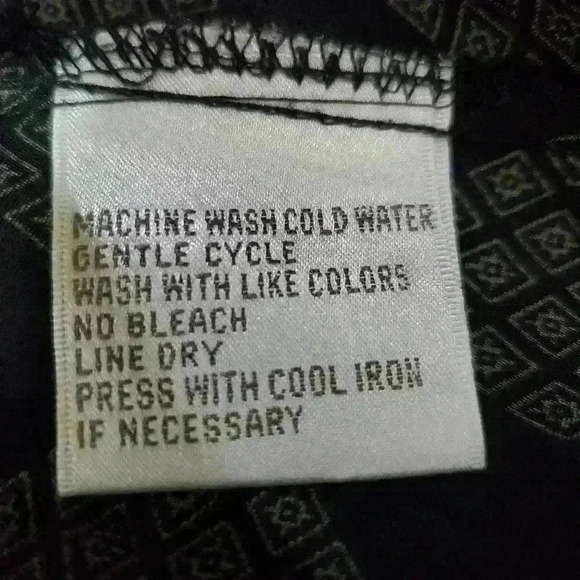 MACHINE WASH COLD WATER
GENTLE CYCLE
WASH WITH LIKE COLORS
NO BLEACH
LINE DRY
PRESS WITH COOL IRON
IF NECESSARY